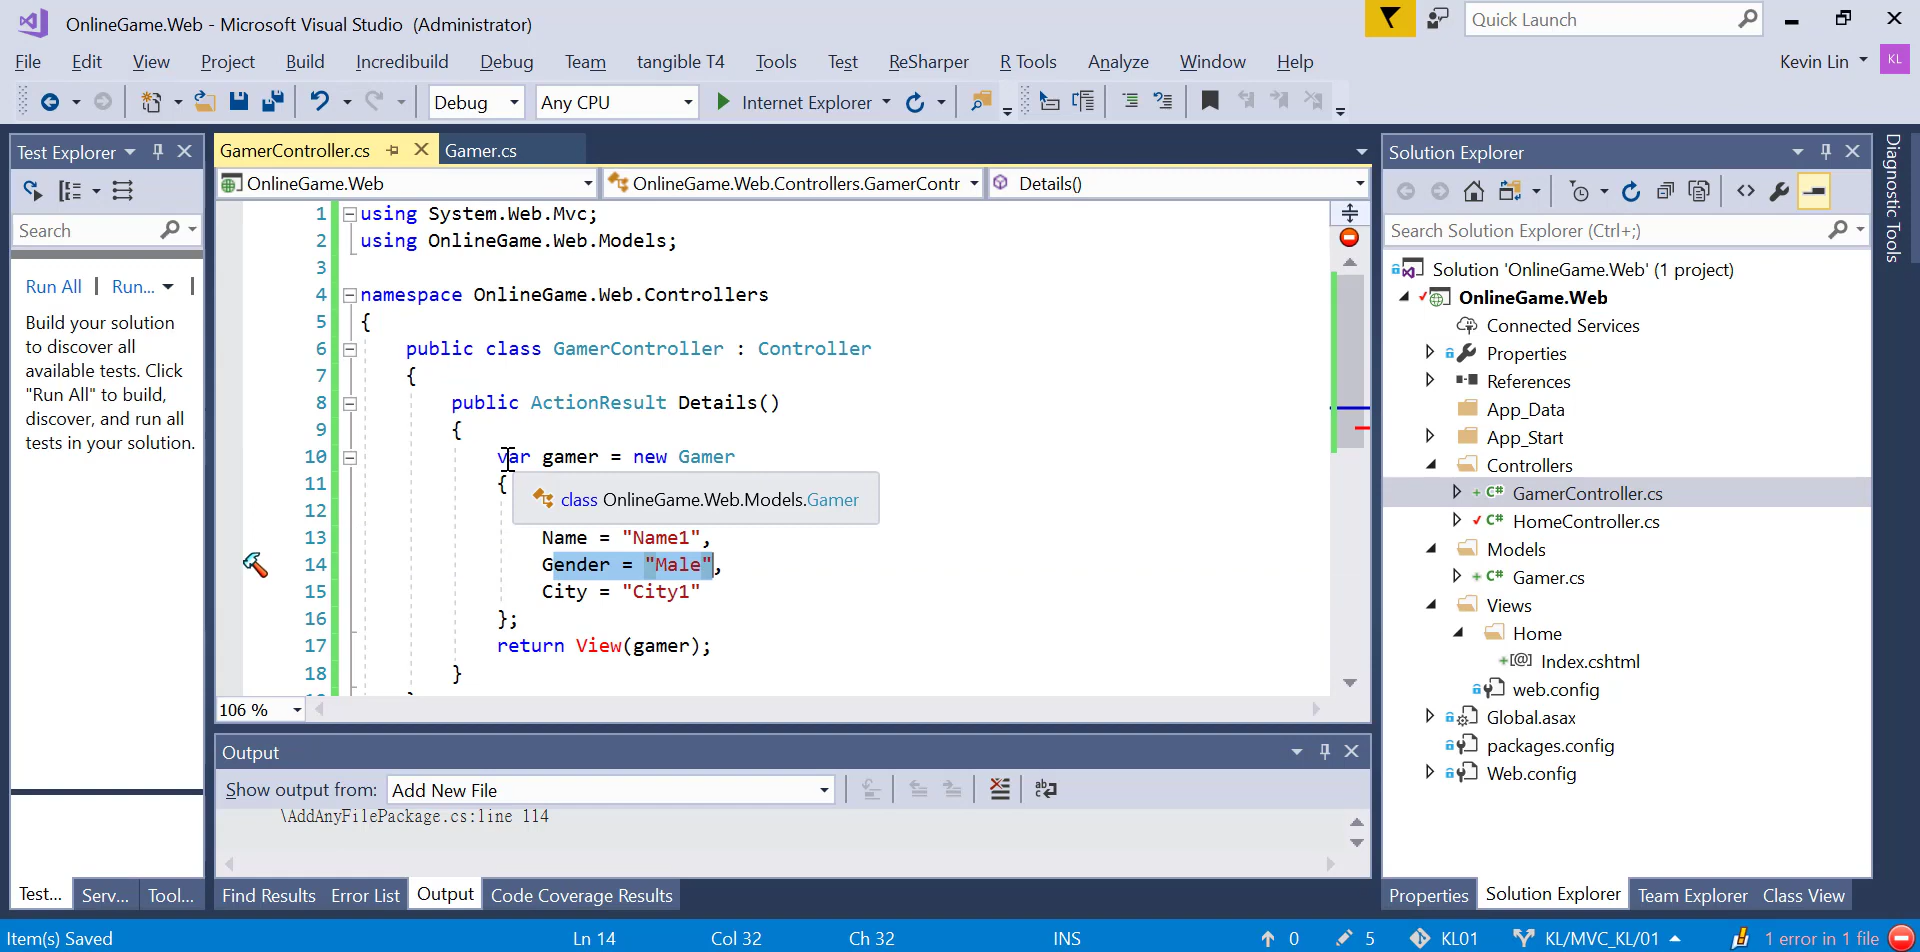 OnlineGame.Web - Microsoft Visual Studio (Administrator)
Quick Launch
File Edit View Project Build Incredibuild Debug Team tangible T4 Tools Test ReSharper R Tools Analyze Window Help
Kevin Lin
KL
Debug
Any CPU
Internet Explorer
Test Explorer
Search
Run All | Run... |
Build your solution
to discover all
available tests. Click
"Run All" to build,
discover, and run all
tests in your solution.
Test... Serv... Tool...
GamerController.cs
Gamer.cs
OnlineGame.Web
OnlineGame.Web.Controllers.GamerContr
Details()
1 using System.Web.Mvc;
2 using OnlineGame.Web.Models;
3
4 namespace OnlineGame.Web.Controllers
5 {
6 public class GamerController : Controller
7 {
8 public ActionResult Details()
9 {
10 var gamer = new Gamer
11 {
class OnlineGame.Web.Models.Gamer
12
13 Name = "Name1",
14 Gender = "Male",
15 City = "City1"
16 };
17 return View(gamer);
18 }
106 %
Output
Show output from: Add New File
\AddAnyFilePackage.cs:line 114
Find Results Error List Output Code Coverage Results
Solution Explorer
Search Solution Explorer (Ctrl+;)
Solution 'OnlineGame.Web' (1 project)
OnlineGame.Web
Connected Services
Properties
References
App_Data
App_Start
Controllers
C# GamerController.cs
C# HomeController.cs
Models
C# Gamer.cs
Views
Home
[@] Index.cshtml
web.config
Global.asax
packages.config
Web.config
Properties Solution Explorer Team Explorer Class View
Diagnostic Tools
Item(s) Saved
Ln 14
Col 32
Ch 32
INS
0
5
KL01
KL/MVC_KL/01
1 error in 1 file